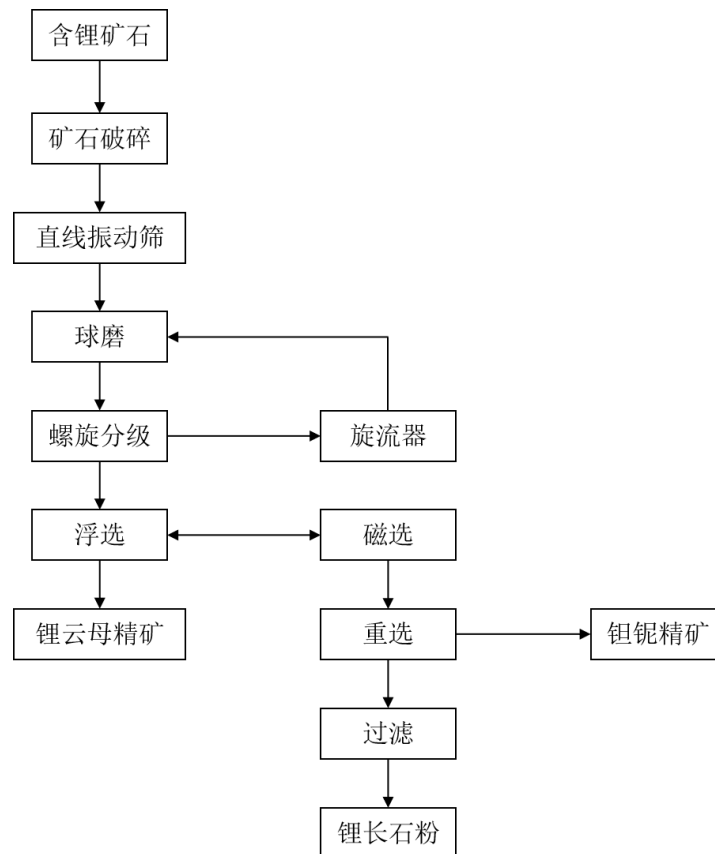 含锂矿石
矿石破碎
直线振动筛
球磨
螺旋分级
旋流器
浮选
磁选
锂云母精矿
重选
钽铌精矿
过滤
锂长石粉